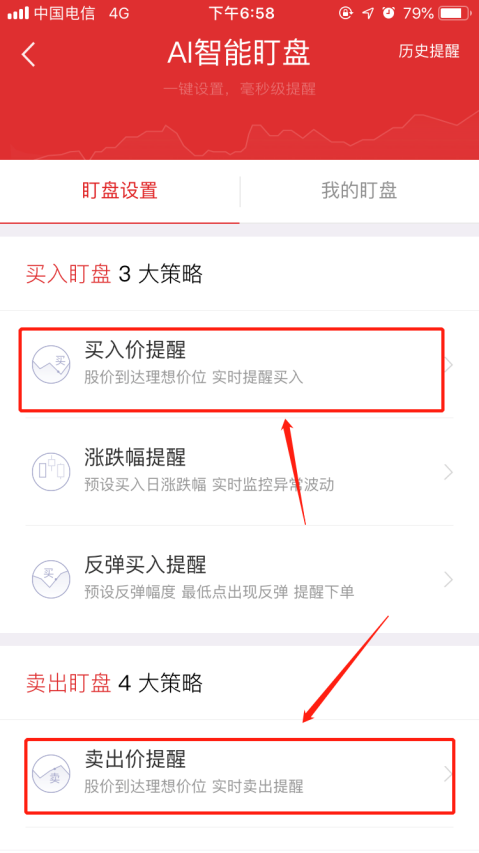 中国电信 4G 下午6:58 79%
AI智能盯盘 历史提醒
一键设置，毫秒级提醒
盯盘设置 我的盯盘
买入盯盘 3 大策略
买
买入价提醒
股价到达理想价位 实时提醒买入
涨跌幅提醒
预设买入日涨跌幅 实时监控异常波动
买
反弹买入提醒
预设反弹幅度 最低点出现反弹 提醒下单
卖出盯盘 4 大策略
卖
卖出价提醒
股价到达理想价位 实时卖出提醒